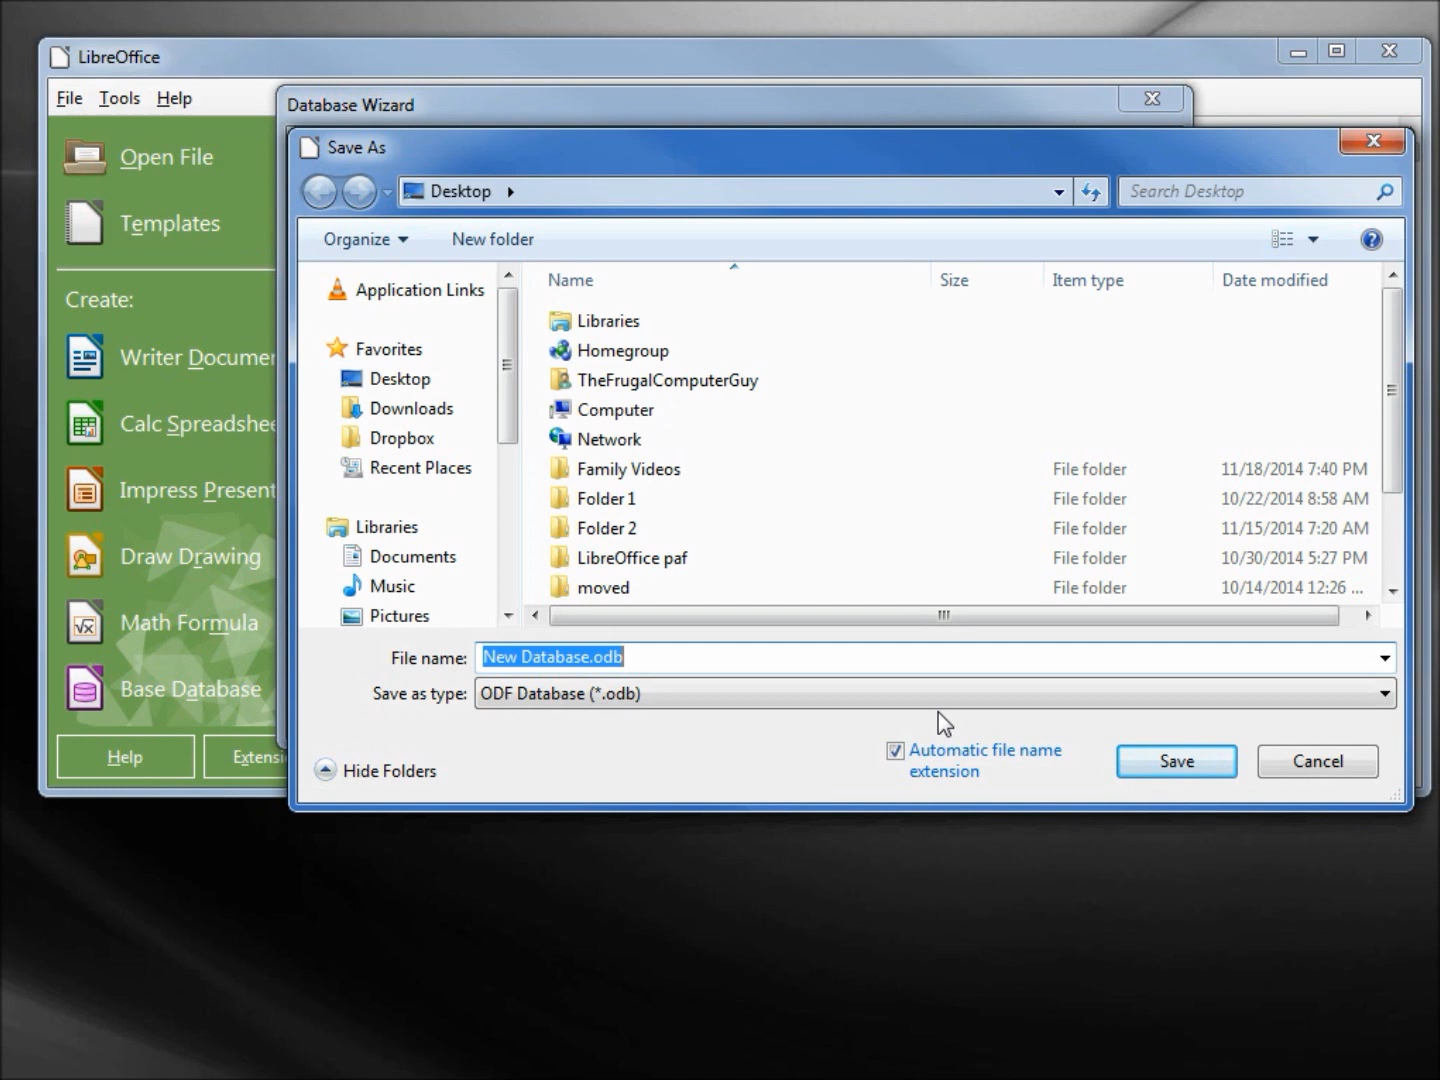 LibreOffice
File Tools Help
Database Wizard
Save As
Open File
Desktop
Search Desktop
Templates
Organize
New folder
Create:
Application Links
Name
Size
Item type
Date modified
Libraries
Favorites
Homegroup
Writer Documen
Desktop
TheFrugalComputerGuy
Downloads
Computer
Calc Spreadshee
Dropbox
Network
Recent Places
Family Videos
File folder
11/18/2014 7:40 PM
Impress Present
Folder 1
File folder
10/22/2014 8:58 AM
Libraries
Folder 2
File folder
11/15/2014 7:20 AM
Draw Drawing
Documents
LibreOffice paf
File folder
10/30/2014 5:27 PM
Music
moved
File folder
10/14/2014 12:26 ...
Math Formula
Pictures
File name:
New Database.odb
Base Database
Save as type:
ODF Database (*.odb)
Help
Extensi
Hide Folders
Automatic file name
extension
Save
Cancel